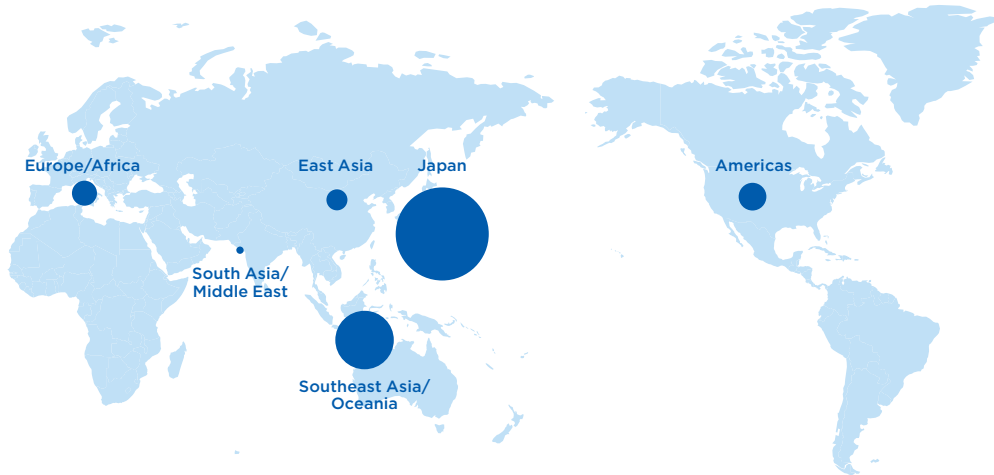 Europe/Africa
East Asia
Japan
Americas
South Asia/
Middle East
Southeast Asia/
Oceania